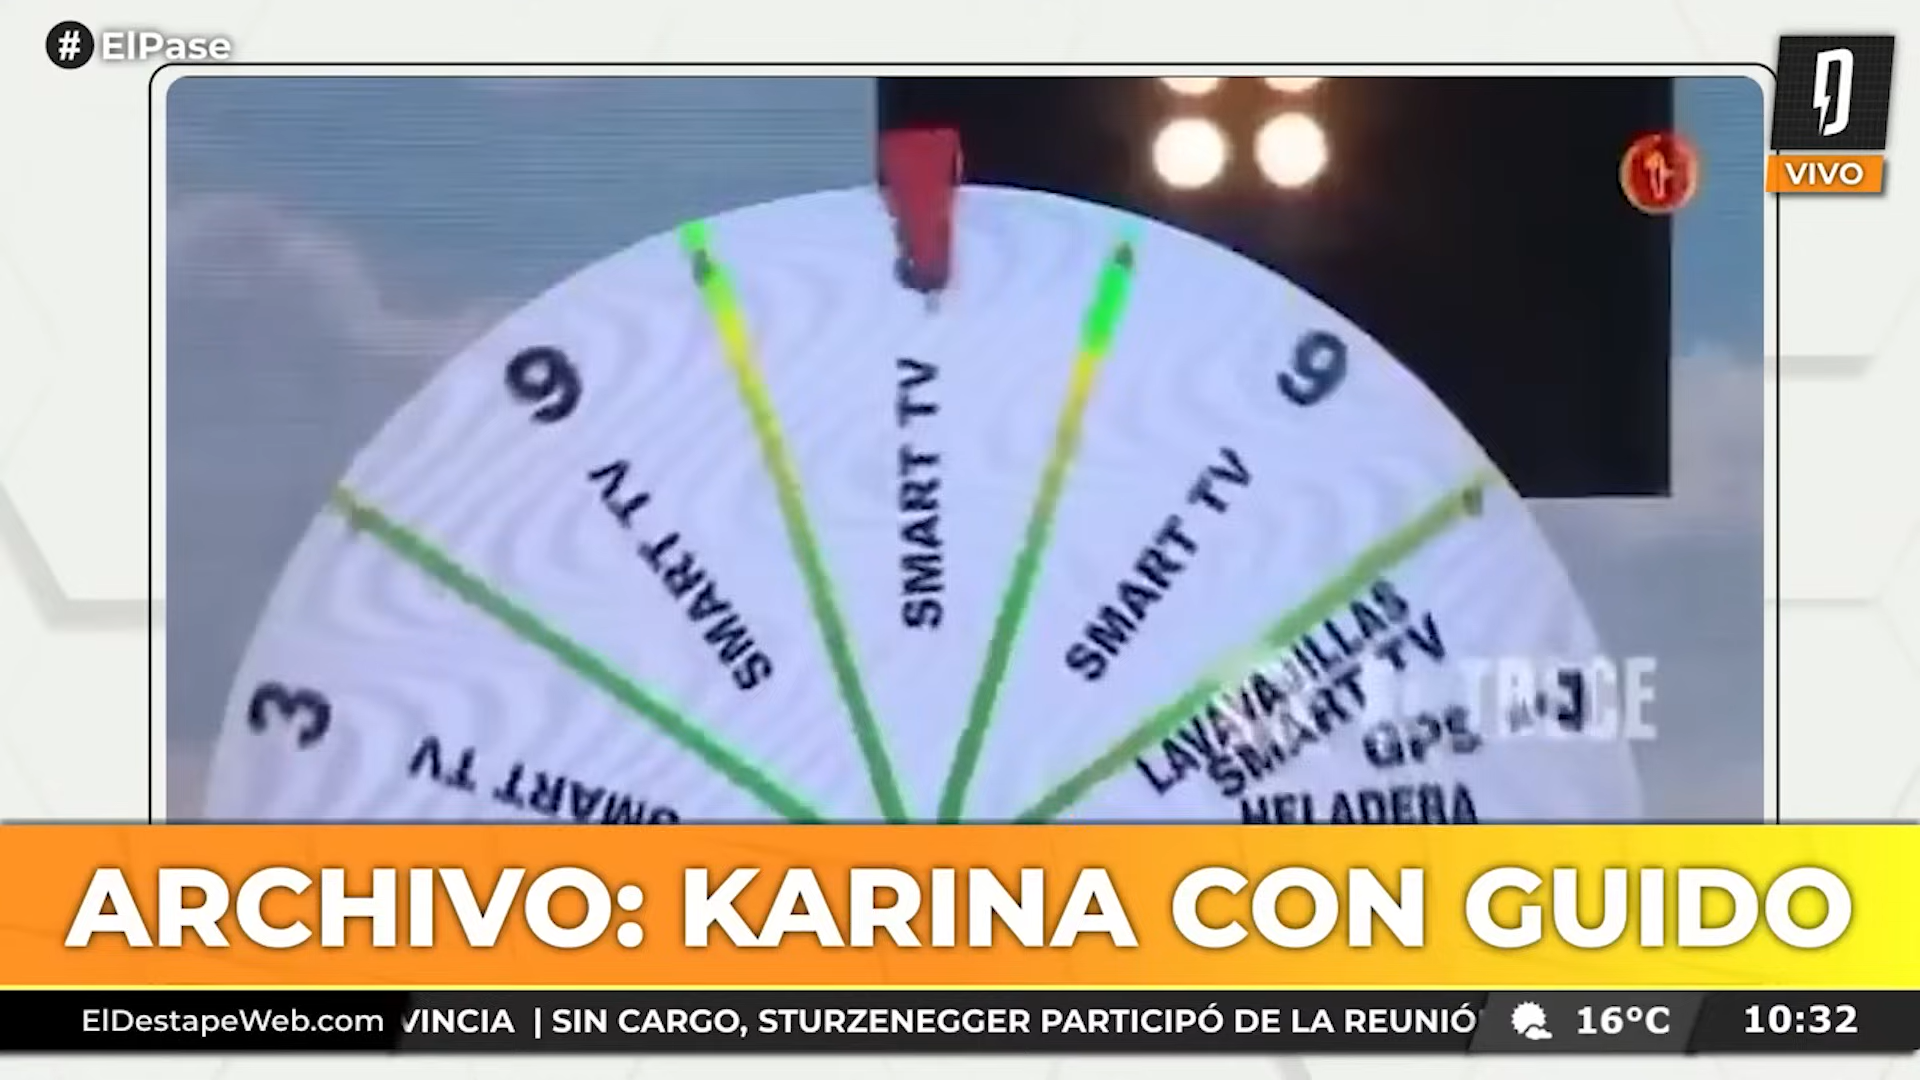 # ElPase
VIVO
9
SMART TV
SMART TV
9
SMART TV
3
SMART TV
LAVAVAJILLAS
SMART TV
GPS
HELADERA
TRECE
ARCHIVO: KARINA CON GUIDO
ElDestapeWeb.com
VINCIA | SIN CARGO, STURZENEGGER PARTICIPÓ DE LA REUNIÓ
16°C
10:32